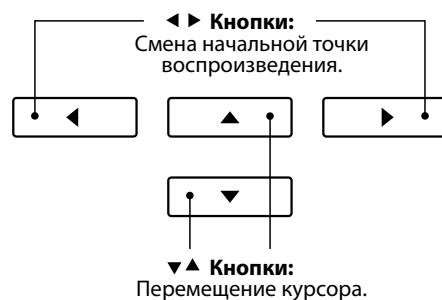 ◀ ▶ Кнопки:
Смена начальной точки
воспроизведения.
▼▲ Кнопки:
Перемещение курсора.